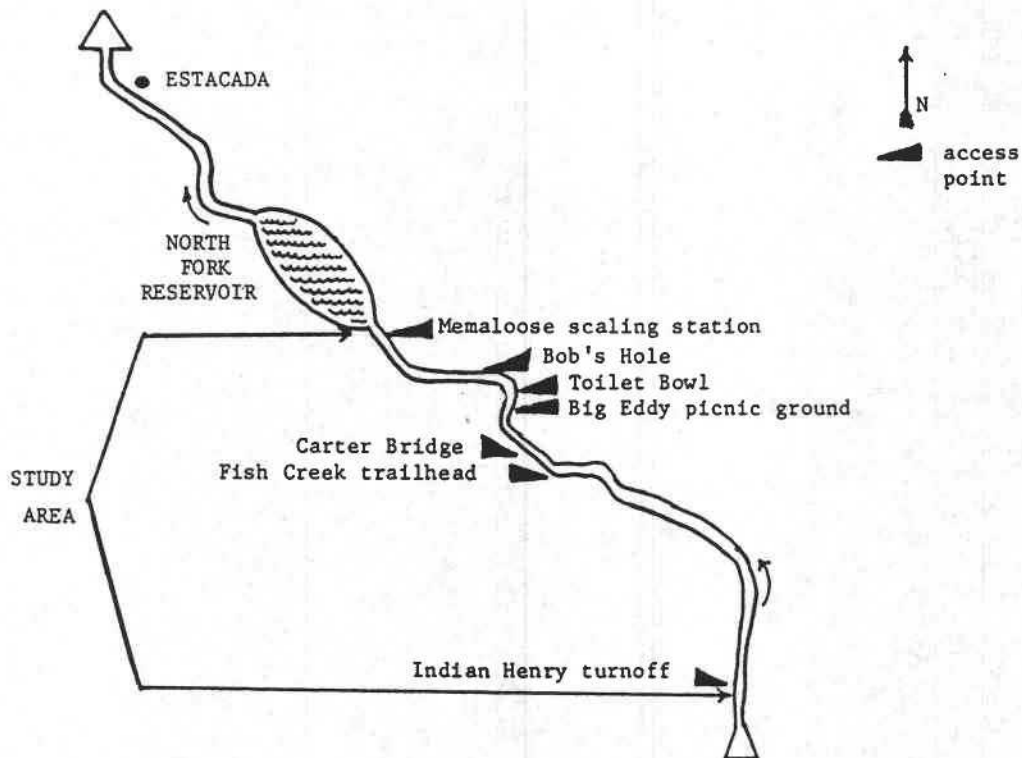 ESTACADA
N
access
point
NORTH
FORK
RESERVOIR
Memaloose scaling station
Bob's Hole
Toilet Bowl
Big Eddy picnic ground
Carter Bridge
Fish Creek trailhead
STUDY
AREA
Indian Henry turnoff